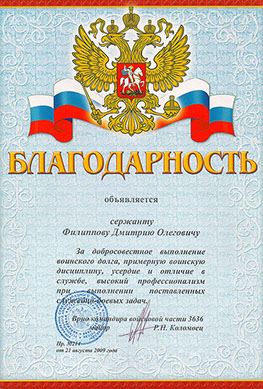 БЛАГОДАРНОСТЬ
объявляется
сержанту
Филиппову Дмитрию Олеговичу
За добросовестное выполнение
воинского долга, примерную воинскую
дисциплину, усердие и отличие в
службе, высокий профессионализм
при выполнении поставленных
служебно-боевых задач.
Врио командира войсковой части 3636
майор Р.Н. Коломоец
Пр. №214
от 21 августа 2009 года